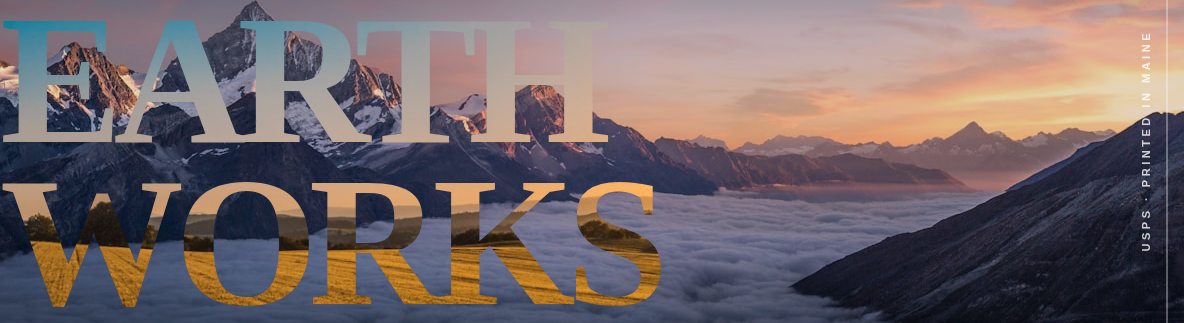 EARTH
WORKS
USPS · PRINTED IN MAINE